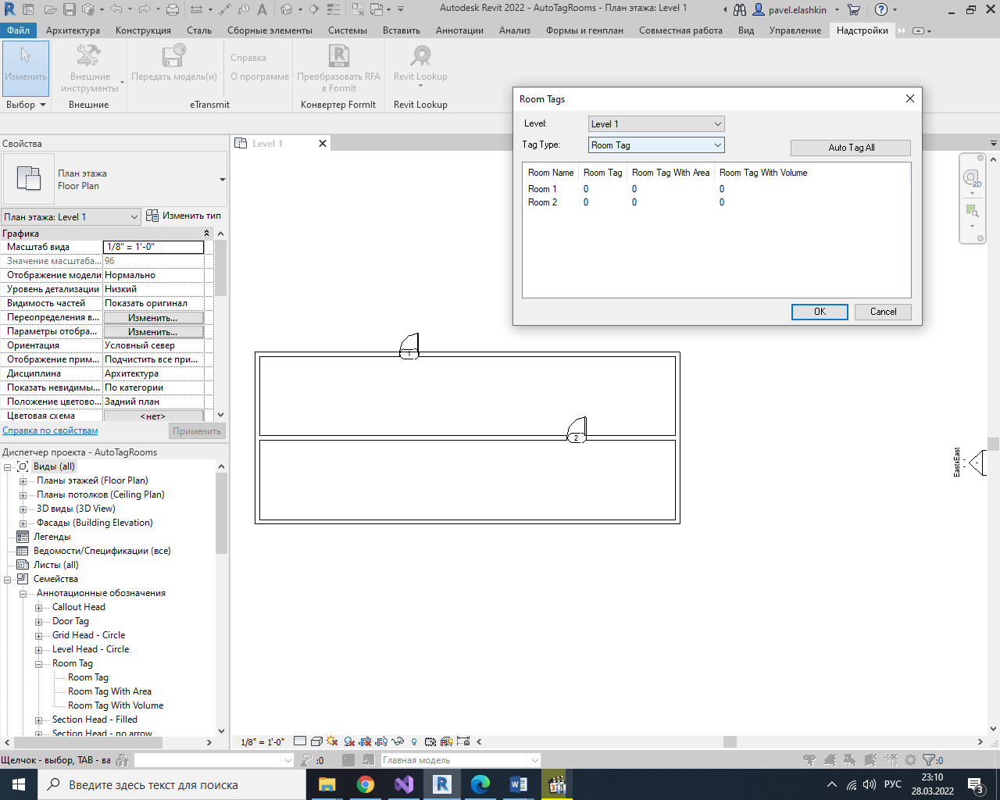 Autodesk Revit 2022 - AutoTagRooms - План этажа: Level 1
pavel.elashkin
Файл Архитектура Конструкция Сталь Сборные элементы Системы Вставить Аннотации Анализ Формы и генплан Совместная работа Вид Управление Надстройки
Изменить
Внешние инструменты
Передать модель(и)
Справка
О программе
Преобразовать RFA в FormIt
Revit Lookup
Выбор Внешние eTransmit Конвертер FormIt Revit Lookup
Свойства
План этажа
Floor Plan
План этажа: Level 1
Изменить тип
Графика
Масштаб вида 1/8" = 1'-0"
Значение масштаба... 96
Отображение модели Нормально
Уровень детализации Низкий
Видимость частей Показать оригинал
Переопределения в... Изменить...
Параметры отобра... Изменить...
Ориентация Условный север
Отображение прим... Подчистить все при...
Дисциплина Архитектура
Показать невидимы... По категории
Положение цветово... Задний план
Цветовая схема <нет>
Справка по свойствам
Применить
Диспетчер проекта - AutoTagRooms
Виды (all)
Планы этажей (Floor Plan)
Планы потолков (Ceiling Plan)
3D виды (3D View)
Фасады (Building Elevation)
Легенды
Ведомости/Спецификации (все)
Листы (all)
Семейства
Аннотационные обозначения
Callout Head
Door Tag
Grid Head - Circle
Level Head - Circle
Room Tag
Room Tag
Room Tag With Area
Room Tag With Volume
Section Head - Filled
Section Head - no arrow
Level 1
Room Tags
Level: Level 1
Tag Type: Room Tag
Auto Tag All
Room Name Room Tag Room Tag With Area Room Tag With Volume
Room 1 0 0 0
Room 2 0 0 0
OK
Cancel
2D
1
2
1/8" = 1'-0"
Щелчок - выбор, TAB - ва
:0
Главная модель
:0
Введите здесь текст для поиска
РУС
23:10
28.03.2022
3